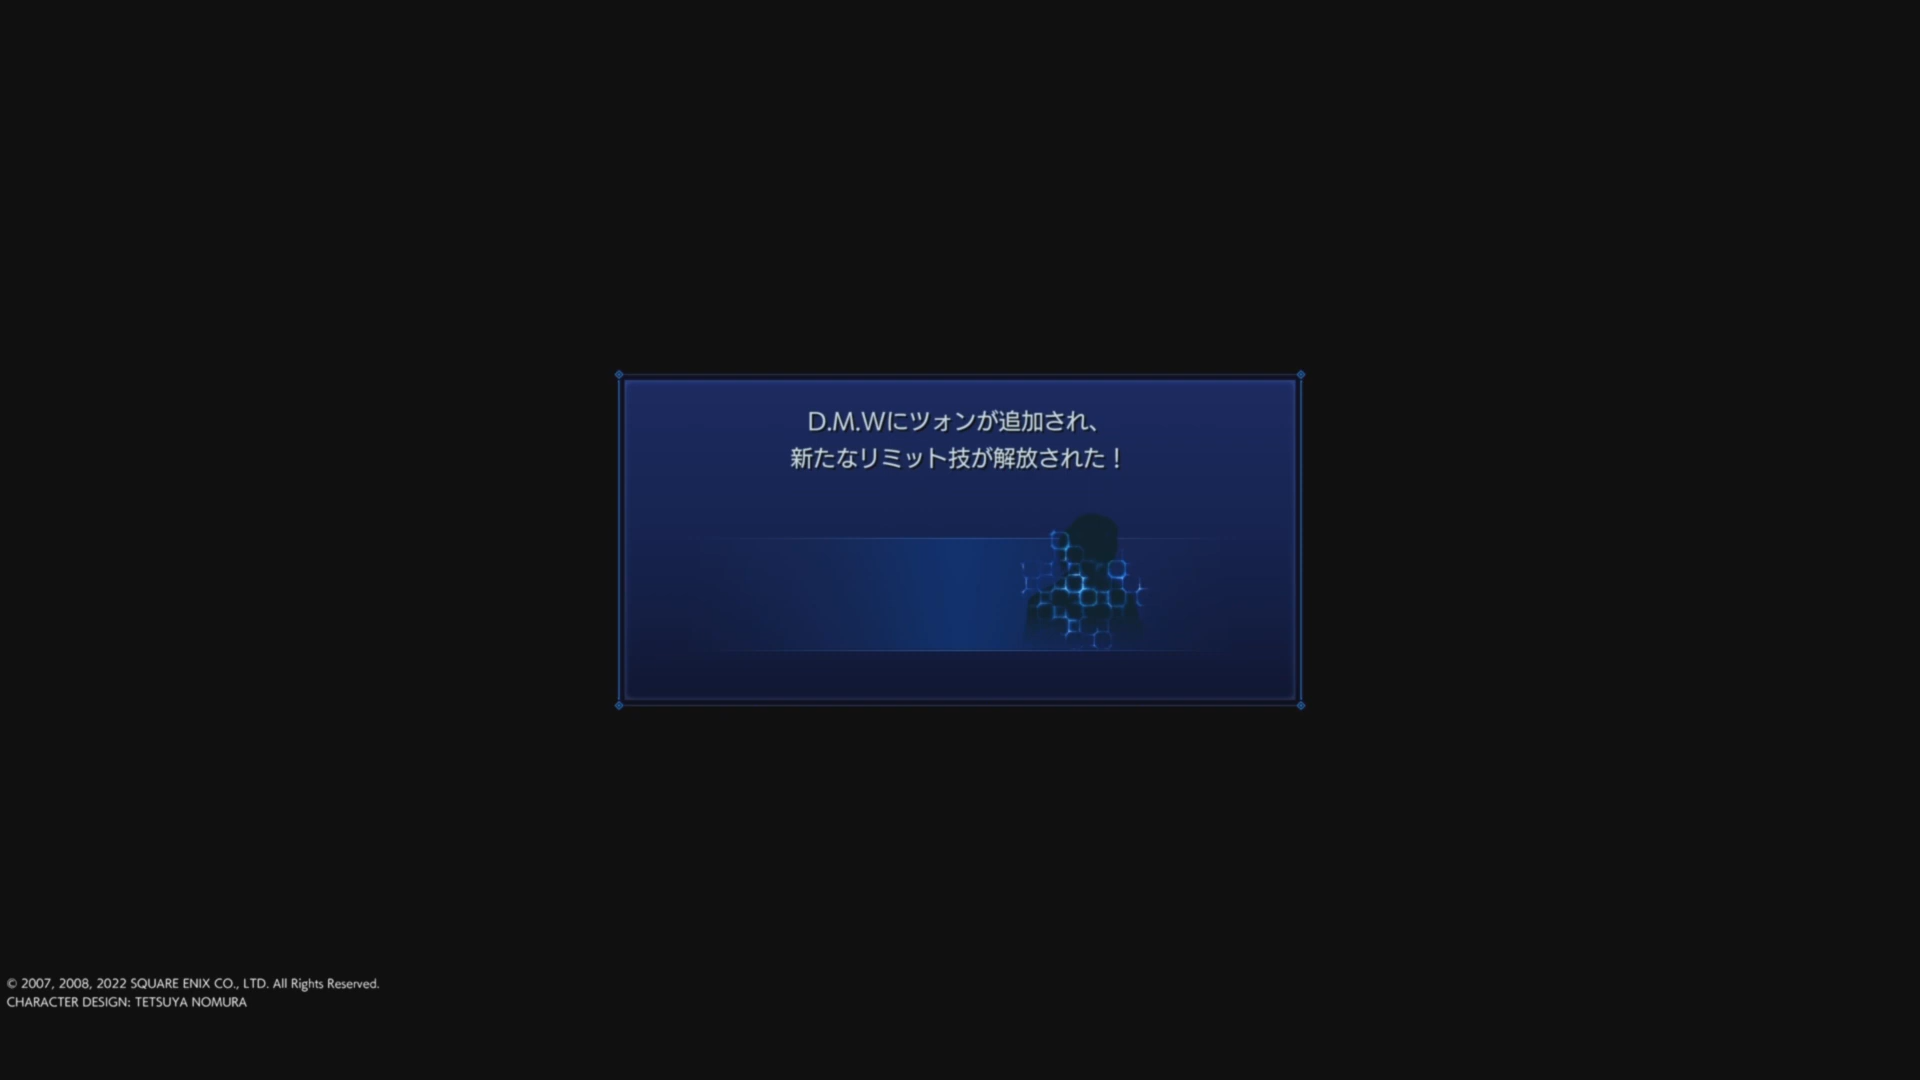 D.M.Wにツォンが追加され、
新たなリミット技が解放された！
© 2007, 2008, 2022 SQUARE ENIX CO., LTD. All Rights Reserved.
CHARACTER DESIGN: TETSUYA NOMURA